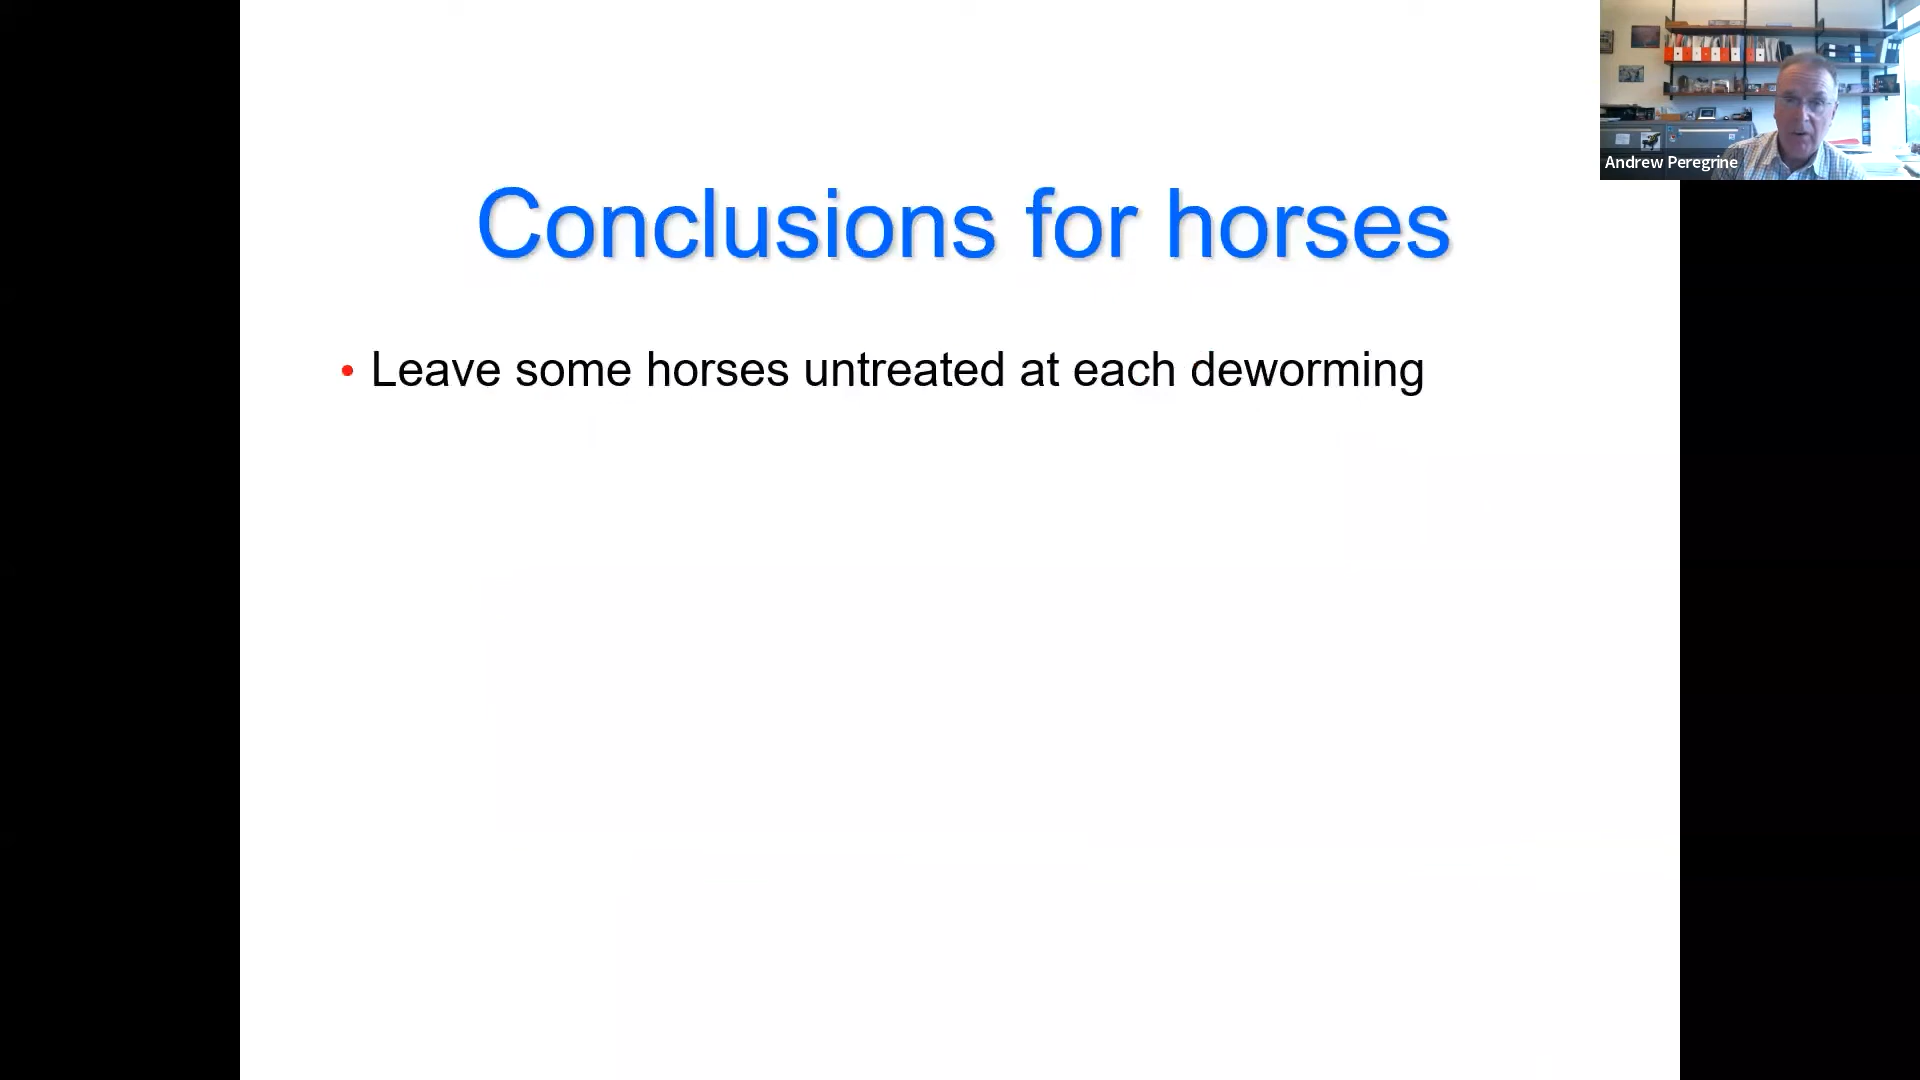 Andrew Peregrine
Conclusions for horses
• Leave some horses untreated at each deworming